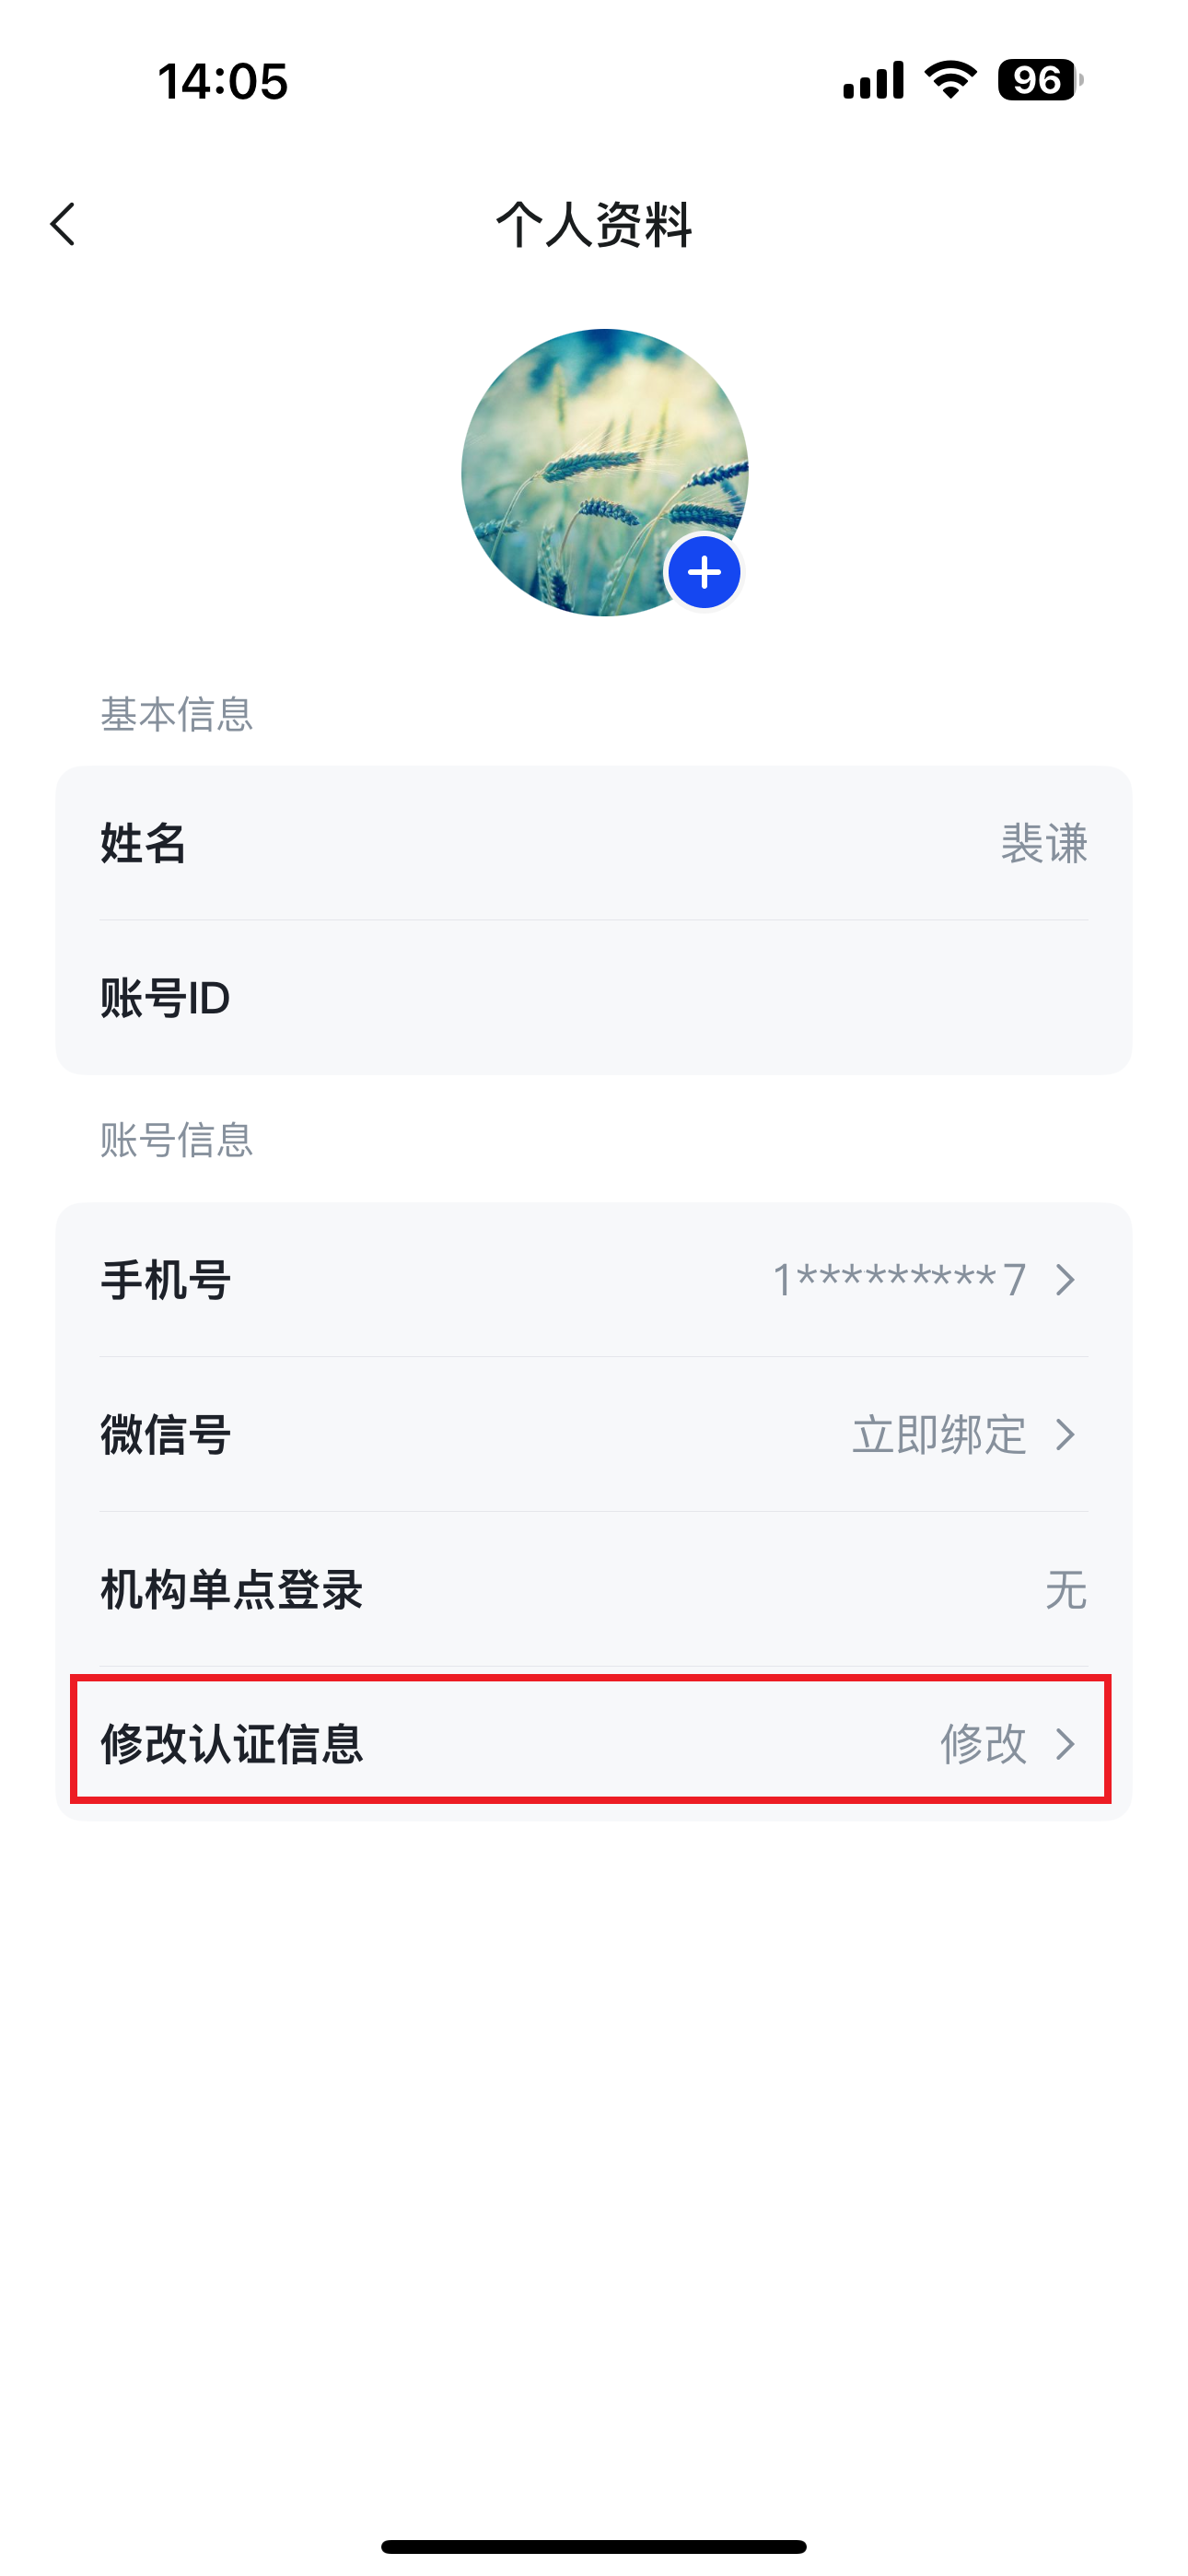 14:05
96
个人资料
基本信息
姓名 裴谦
账号ID
账号信息
手机号 1*********7
微信号 立即绑定
机构单点登录 无
修改认证信息 修改